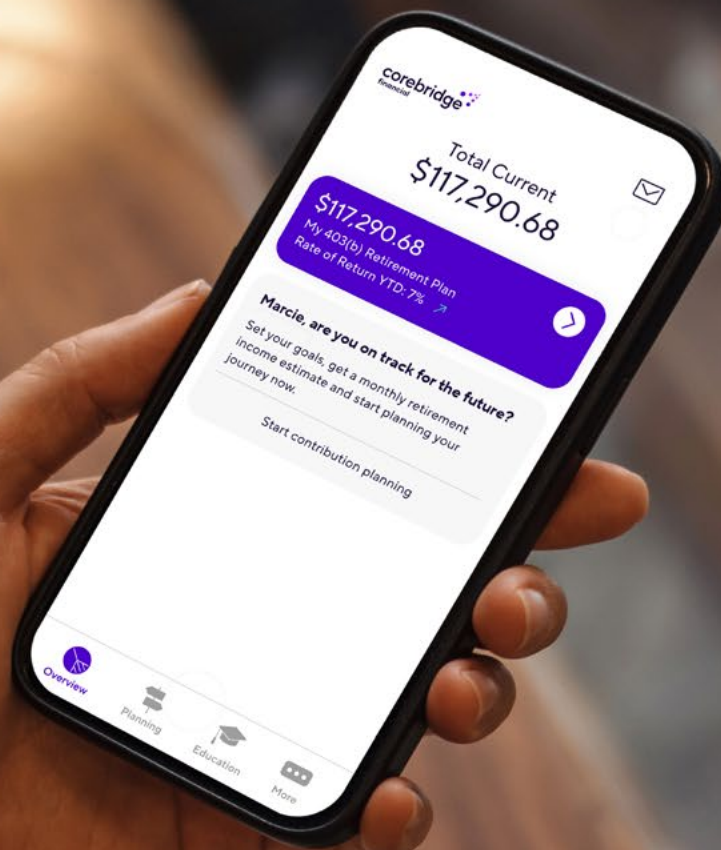 corebridge
financial
Total Current
$117,290.68
$117,290.68
My 403(b) Retirement Plan
Rate of Return YTD: 7%
Marcie, are you on track for the future?
Set your goals, get a monthly retirement
income estimate and start planning your
journey now.
Start contribution planning
Overview
Planning
Education
More